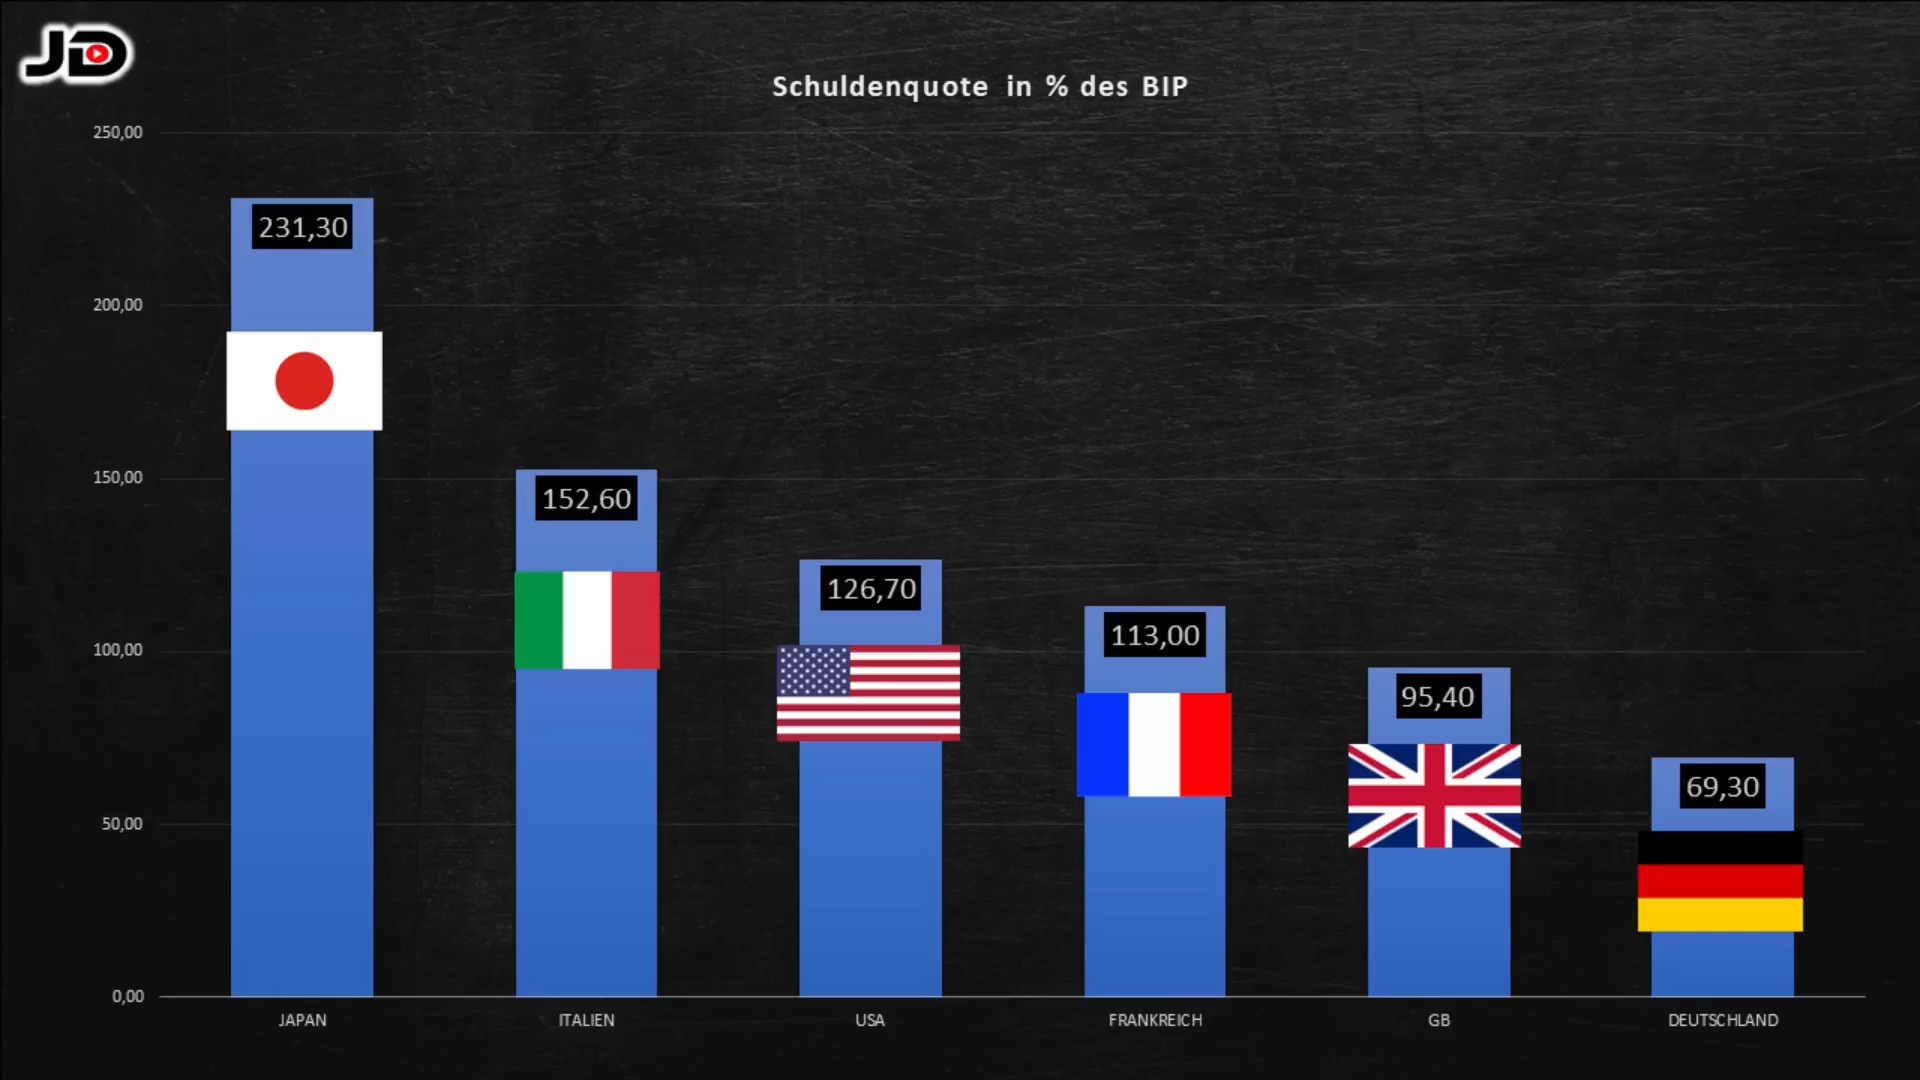 JD
Schuldenquote in % des BIP
250,00
200,00
150,00
100,00
50,00
0,00
231,30
152,60
126,70
113,00
95,40
69,30
JAPAN
ITALIEN
USA
FRANKREICH
GB
DEUTSCHLAND